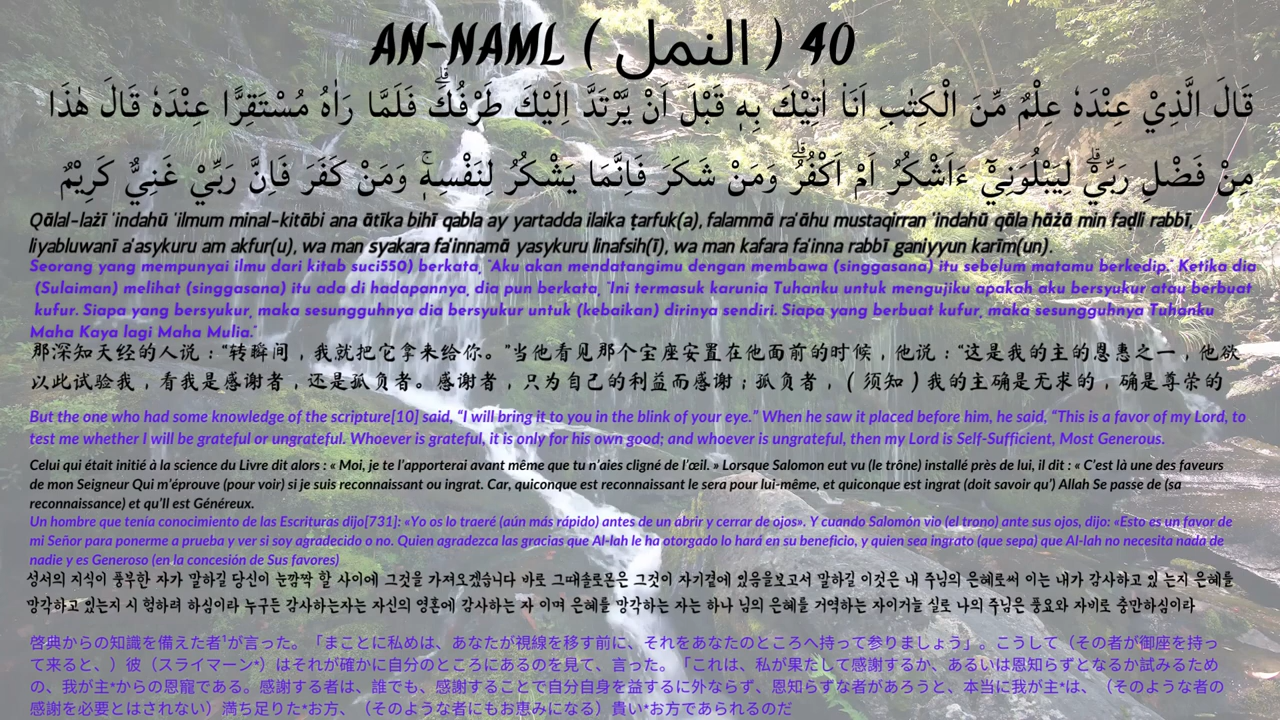 AN-NAML ( النمل ) 40
قَالَ الَّذِيْ عِنْدَهٗ عِلْمٌ مِّنَ الْكِتٰبِ اَنَا۠ اٰتِيْكَ بِهٖ قَبْلَ اَنْ يَّرْتَدَّ اِلَيْكَ طَرْفُكَۗ فَلَمَّا رَاٰهُ مُسْتَقِرًّا عِنْدَهٗ قَالَ هٰذَا
مِنْ فَضْلِ رَبِّيْۗ لِيَبْلُوَنِيْٓ ءَاَشْكُرُ اَمْ اَكْفُرُۗ وَمَنْ شَكَرَ فَاِنَّمَا يَشْكُرُ لِنَفْسِهٖۚ وَمَنْ كَفَرَ فَاِنَّ رَبِّيْ غَنِيٌّ كَرِيْمٌ
Qālal-lażī ‘indahū ‘ilmum minal-kitābi ana ātīka bihī qabla ay yartadda ilaika ṭarfuk(a), falammā ra'āhu mustaqirran ‘indahū qāla hāżā min faḍli rabbī,
liyabluwanī a'asykuru am akfur(u), wa man syakara fa'innamā yasykuru linafsih(ī), wa man kafara fa'inna rabbī ganiyyun karīm(un).
Seorang yang mempunyai ilmu dari kitab suci550) berkata, “Aku akan mendatangimu dengan membawa (singgasana) itu sebelum matamu berkedip.” Ketika dia
(Sulaiman) melihat (singgasana) itu ada di hadapannya, dia pun berkata, “Ini termasuk karunia Tuhanku untuk mengujiku apakah aku bersyukur atau berbuat
kufur. Siapa yang bersyukur, maka sesungguhnya dia bersyukur untuk (kebaikan) dirinya sendiri. Siapa yang berbuat kufur, maka sesungguhnya Tuhanku
Maha Kaya lagi Maha Mulia.”
那深知天经的人说：“转瞬间，我就把它拿来给你。”当他看见那个宝座安置在他面前的时候，他说：“这是我的主的恩惠之一，他欲
以此试验我，看我是感谢者，还是孤负者。感谢者，只为自己的利益而感谢；孤负者，（须知）我的主确是无求的，确是尊荣的
But the one who had some knowledge of the scripture[10] said, “I will bring it to you in the blink of your eye.” When he saw it placed before him, he said, “This is a favor of my Lord, to
test me whether I will be grateful or ungrateful. Whoever is grateful, it is only for his own good; and whoever is ungrateful, then my Lord is Self-Sufficient, Most Generous.
Celui qui était initié à la science du Livre dit alors : « Moi, je te l’apporterai avant même que tu n’aies cligné de l’œil. » Lorsque Salomon eut vu (le trône) installé près de lui, il dit : « C’est là une des faveurs
de mon Seigneur Qui m’éprouve (pour voir) si je suis reconnaissant ou ingrat. Car, quiconque est reconnaissant le sera pour lui-même, et quiconque est ingrat (doit savoir qu’) Allah Se passe de (sa
reconnaissance) et qu’Il est Généreux.
Un hombre que tenía conocimiento de las Escrituras dijo[731]: «Yo os lo traeré (aún más rápido) antes de un abrir y cerrar de ojos». Y cuando Salomón vio (el trono) ante sus ojos, dijo: «Esto es un favor de
mi Señor para ponerme a prueba y ver si soy agradecido o no. Quien agradezca las gracias que Al-lah le ha otorgado lo hará en su beneficio, y quien sea ingrato (que sepa) que Al-lah no necesita nada de
nadie y es Generoso (en la concesión de Sus favores)
성서의 지식이 풍부한 자가 말하길 당신이 눈깜짝 할 사이에 그것을 가져오겠습니다 바로 그때솔로몬은 그것이 자기곁에 있음을보고서 말하길 이것은 내 주님의 은혜로써 이는 내가 감사하고 있 는지 은혜를
망각하고 있는지 시 험하려 하심이라 누구든 감사하는자는 자신의 영혼에 감사하는 자 이며 은혜를 망각하는 자는 하나 님의 은혜를 거역하는 자이거늘 실로 나의 주님은 풍요와 자비로 충만하심이라
啓典からの知識を備えた者¹が言った。「まことに私めは、あなたが視線を移す前に、それをあなたのところへ持って参りましょう」。こうして（その者が御座を持っ
て来ると、）彼（スライマーン*）はそれが確かに自分のところにあるのを見て、言った。「これは、私が果たして感謝するか、あるいは恩知らずとなるか試みるため
の、我が主*からの恩寵である。感謝する者は、誰でも、感謝することで自分自身を益するに外ならず、恩知らずな者があろうと、本当に我が主*は、（そのような者の
感謝を必要とはされない）満ち足りた*お方、（そのような者にもお恵みになる）貴い*お方であられるのだ